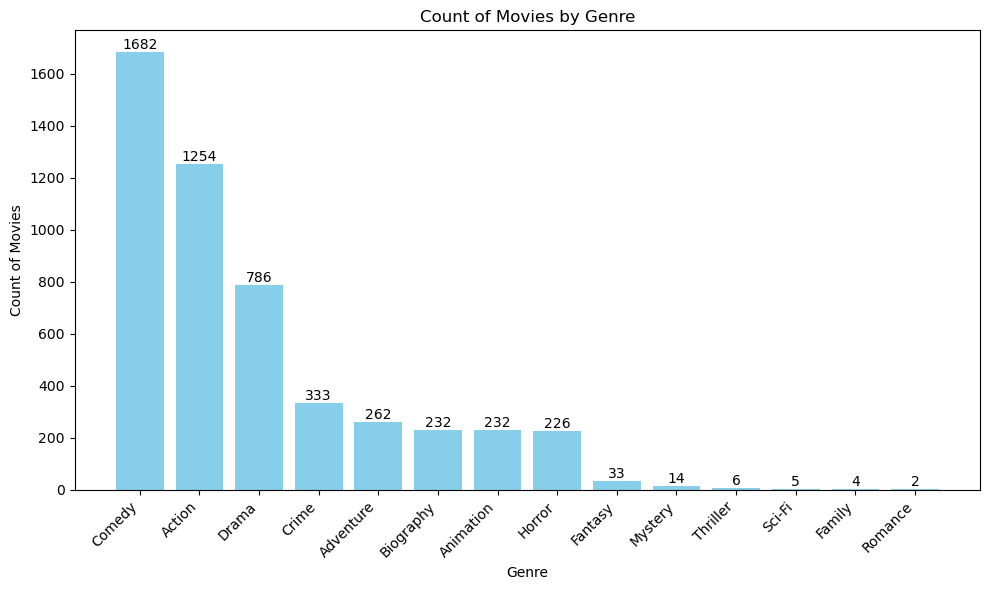 Count of Movies by Genre
Count of Movies
1600
1400
1200
1000
800
600
400
200
0
1682
1254
786
333
262
232
232
226
33
14
6
5
4
2
Comedy
Action
Drama
Crime
Adventure
Biography
Animation
Horror
Fantasy
Mystery
Thriller
Sci-Fi
Family
Romance
Genre